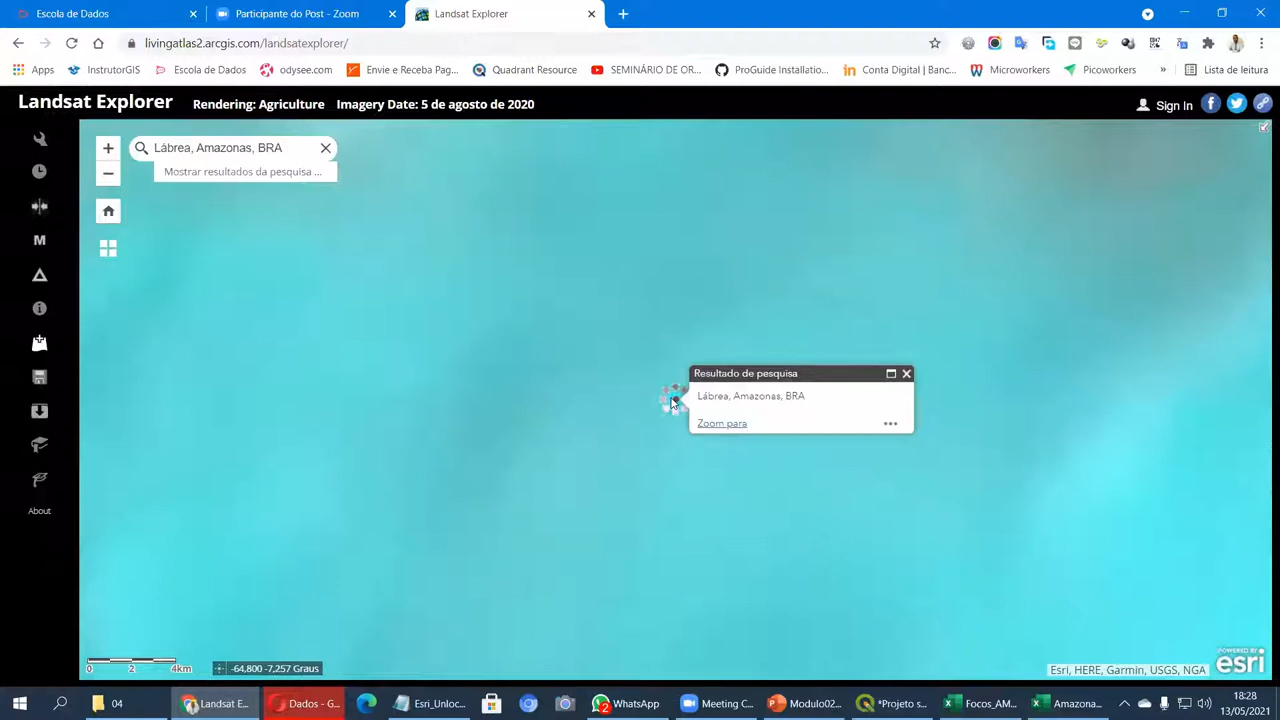 Escola de Dados
Participante do Post - Zoom
Landsat Explorer
livingatlas2.arcgis.com/landsatexplorer/
Apps
InstrutorGIS
Escola de Dados
odysee.com
Envie e Receba Pag...
Quadrant Resource
SEMINÁRIO DE OR...
ProGuide Installatio...
Conta Digital | Banc...
Microworkers
Picoworkers
»
Lista de leitura
Landsat Explorer
Rendering: Agriculture
Imagery Date: 5 de agosto de 2020
Sign In
+
Lábrea, Amazonas, BRA
Mostrar resultados da pesquisa ...
−
M
Resultado de pesquisa
Lábrea, Amazonas, BRA
Zoom para
About
0 2 4km
-64,800 -7,257 Graus
Esri, HERE, Garmin, USGS, NGA
POWERED BY
esri
04
Landsat E...
Dados - G...
Esri_Unloc...
2
WhatsApp
Meeting C...
Modulo02...
*Projeto s...
Focos_AM...
Amazona...
18:28
13/05/2021